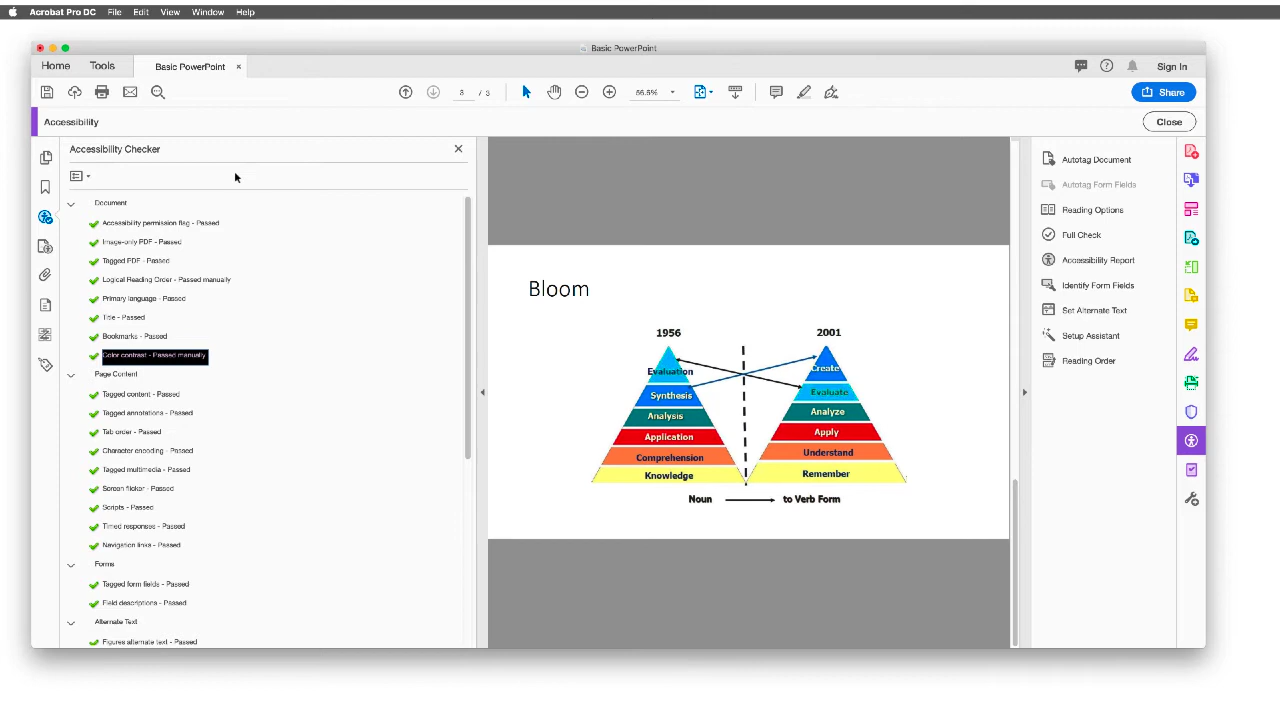 Acrobat Pro DC File Edit View Window Help
Basic PowerPoint
Home Tools Basic PowerPoint × Sign In
3 / 3 56.5% Share
Accessibility Close
Accessibility Checker
Document
Accessibility permission flag - Passed
Image-only PDF - Passed
Tagged PDF - Passed
Logical Reading Order - Passed manually
Primary language - Passed
Title - Passed
Bookmarks - Passed
Color contrast - Passed manually
Page Content
Tagged content - Passed
Tagged annotations - Passed
Tab order - Passed
Character encoding - Passed
Tagged multimedia - Passed
Screen flicker - Passed
Scripts - Passed
Timed responses - Passed
Navigation links - Passed
Forms
Tagged form fields - Passed
Field descriptions - Passed
Alternate Text
Figures alternate text - Passed
Bloom
1956 2001
Evaluation Create
Synthesis Evaluate
Analysis Analyze
Application Apply
Comprehension Understand
Knowledge Remember
Noun to Verb Form
Autotag Document
Autotag Form Fields
Reading Options
Full Check
Accessibility Report
Identify Form Fields
Set Alternate Text
Setup Assistant
Reading Order